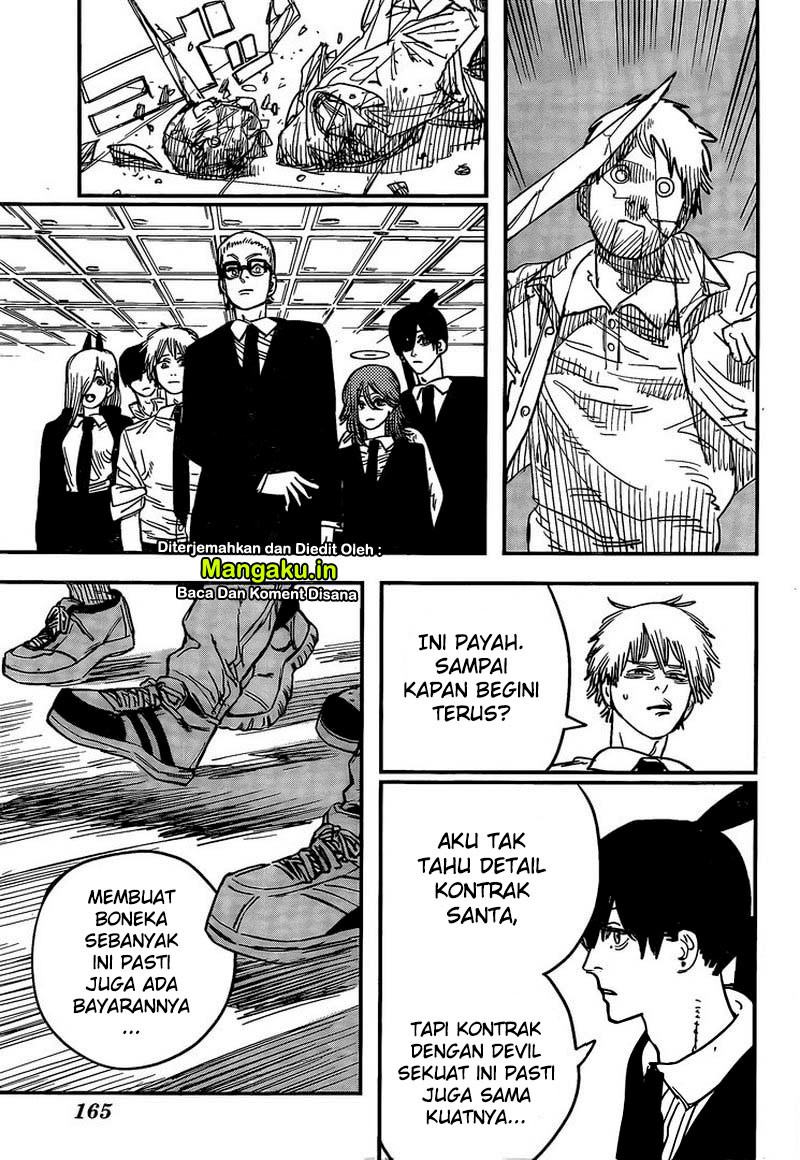 Diterjemahkan dan Diedit Oleh :
Mangaku.in
Baca Dan Koment Disana
INI PAYAH.
SAMPAI
KAPAN BEGINI
TERUS?
AKU TAK
TAHU DETAIL
KONTRAK
SANTA,
TAPI KONTRAK
DENGAN DEVIL
SEKUAT INI PASTI
JUGA SAMA
KUATNYA...
MEMBUAT
BONEKA
SEBANYAK
INI PASTI
JUGA ADA
BAYARANNYA
...
165